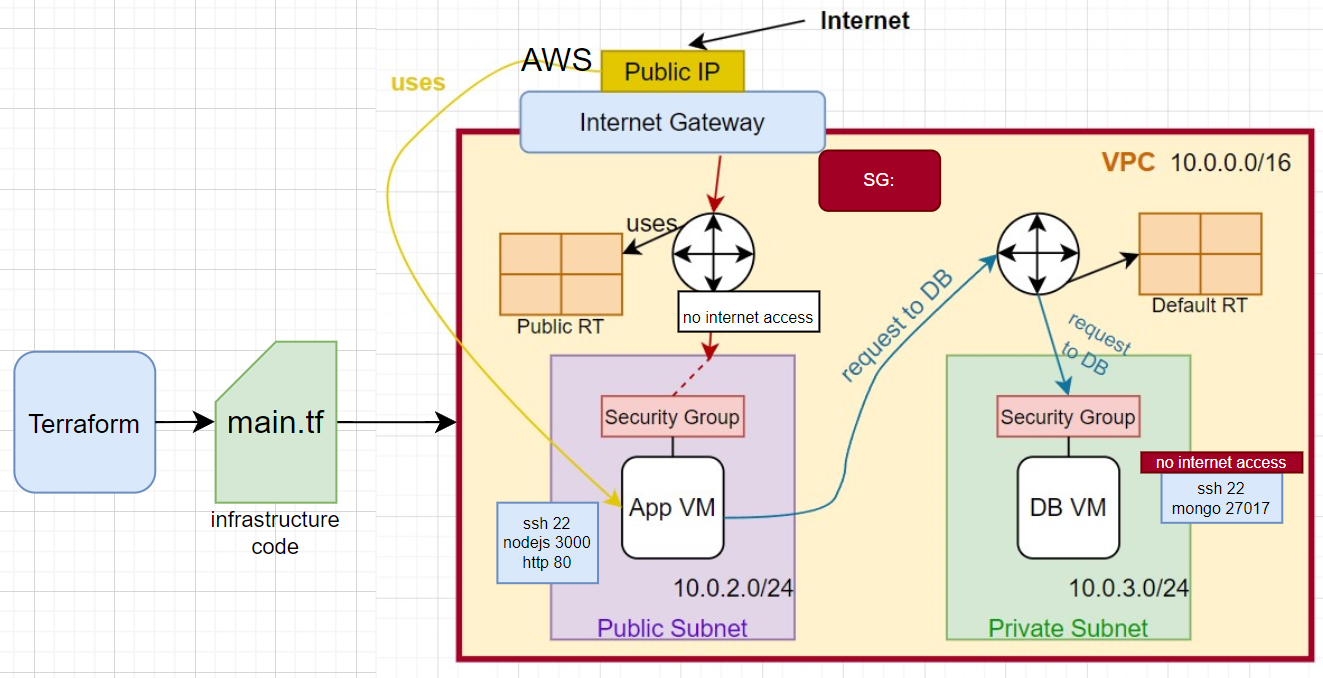 Internet
AWS
Public IP
uses
Internet Gateway
VPC 10.0.0.0/16
SG:
uses
Public RT
no internet access
request to DB
Default RT
request
to DB
Terraform
main.tf
infrastructure
code
Security Group
App VM
ssh 22
nodejs 3000
http 80
10.0.2.0/24
Public Subnet
Security Group
no internet access
DB VM
ssh 22
mongo 27017
10.0.3.0/24
Private Subnet